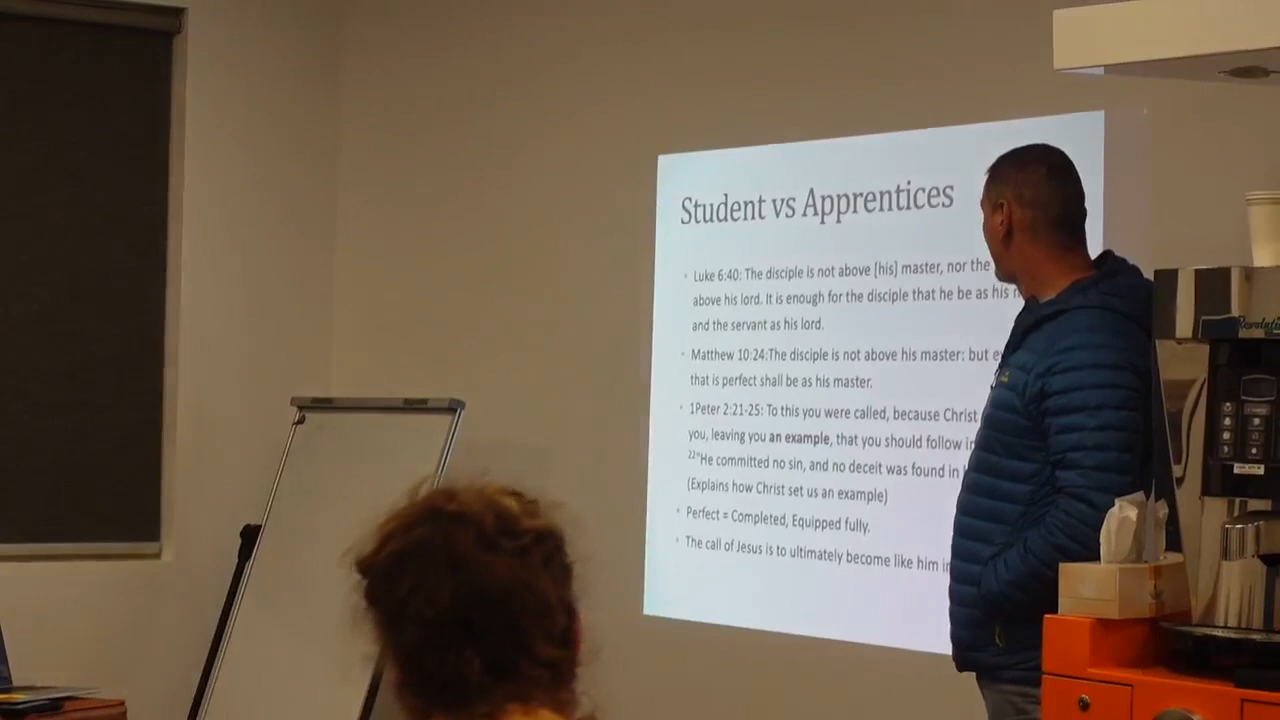 Student vs Apprentices
• Luke 6:40: The disciple is not above [his] master, nor the
above his lord. It is enough for the disciple that he be as his
and the servant as his lord.
• Matthew 10:24:The disciple is not above his master: but
that is perfect shall be as his master.
• 1Peter 2:21-25: To this you were called, because Christ
you, leaving you an example, that you should follow
22"He committed no sin, and no deceit was found in
(Explains how Christ set us an example)
• Perfect = Completed, Equipped fully.
• The call of Jesus is to ultimately become like him